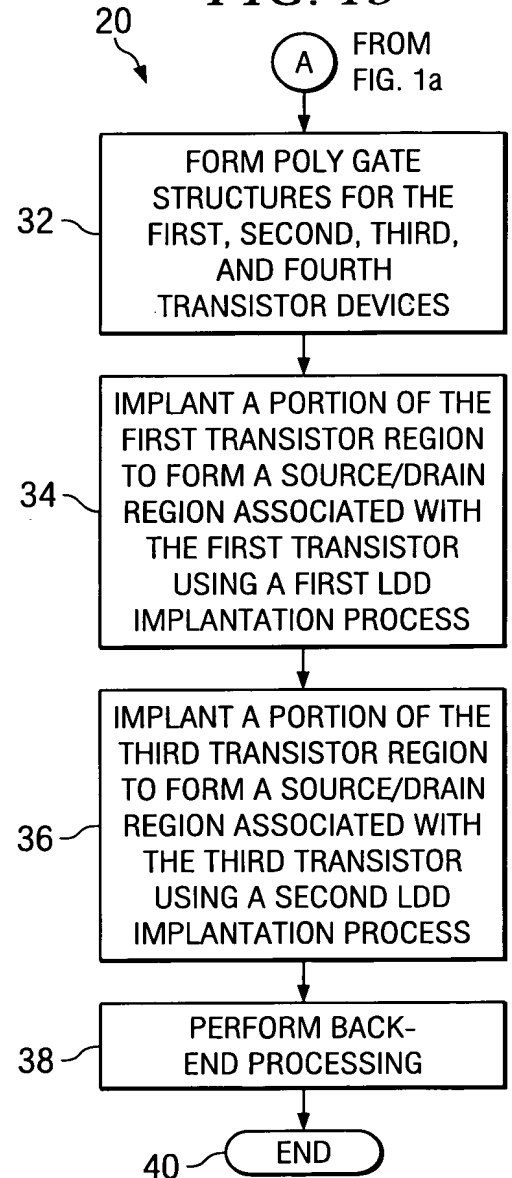 20
A
FROM
FIG. 1a
32
FORM POLY GATE
STRUCTURES FOR THE
FIRST, SECOND, THIRD,
AND FOURTH
TRANSISTOR DEVICES
34
IMPLANT A PORTION OF THE
FIRST TRANSISTOR REGION
TO FORM A SOURCE/DRAIN
REGION ASSOCIATED WITH
THE FIRST TRANSISTOR
USING A FIRST LDD
IMPLANTATION PROCESS
36
IMPLANT A PORTION OF THE
THIRD TRANSISTOR REGION
TO FORM A SOURCE/DRAIN
REGION ASSOCIATED WITH
THE THIRD TRANSISTOR
USING A SECOND LDD
IMPLANTATION PROCESS
38
PERFORM BACK-
END PROCESSING
40
END